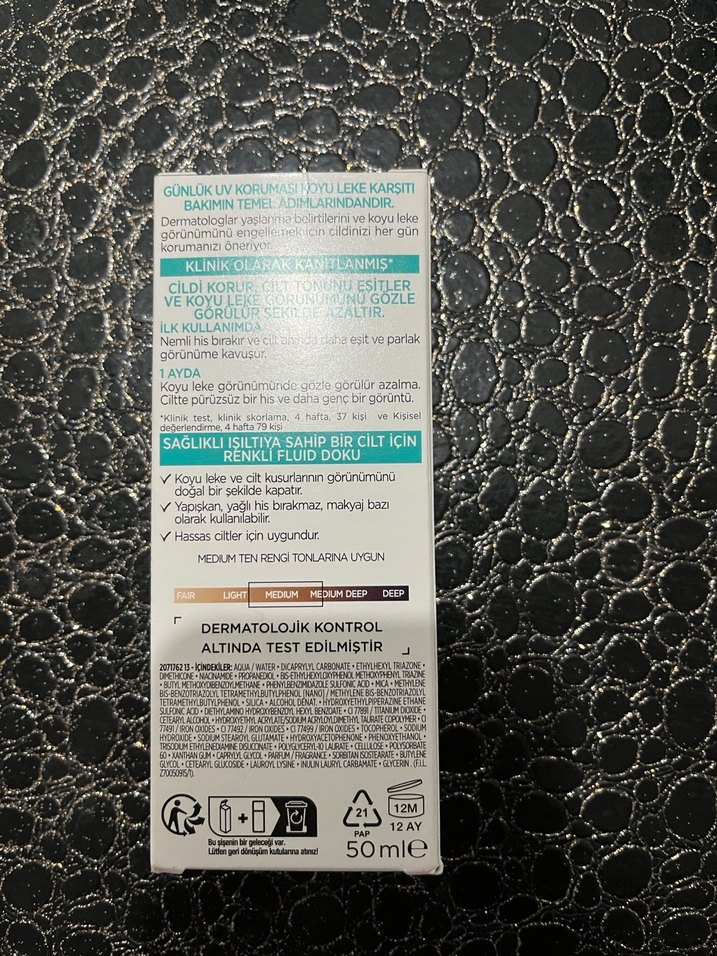 GÜNLÜK UV KORUMASI KOYU LEKE KARŞITI
BAKIMIN TEMEL ADIMLARINDANDIR.
Dermatologlar yaşlanma belirtilerini ve koyu leke
görünümünü engellemek için cildinizi her gün
korumanızı öneriyor.
KLİNİK OLARAK KANITLANMIŞ*
CİLDİ KORUR, CİLT TONUNU EŞİTLER
VE KOYU LEKE GÖRÜNÜMÜNÜ GÖZLE
GÖRÜLÜR ŞEKİLDE AZALTIR.
İLK KULLANIMDA
Nemli his bırakır ve cilt anında daha eşit ve parlak
görünüme kavuşur.
1 AYDA
Koyu leke görünümünde gözle görülür azalma.
Ciltte pürüzsüz bir his ve daha genç bir görüntü.
*Klinik test, klinik skorlama, 4 hafta, 37 kişi ve Kişisel
değerlendirme, 4 hafta 79 kişi
SAĞLIKLI IŞILTIYA SAHİP BİR CİLT İÇİN
RENKLİ FLUID DOKU
✓ Koyu leke ve cilt kusurlarının görünümünü
doğal bir şekilde kapatır.
✓ Yapışkan, yağlı his bırakmaz, makyaj bazı
olarak kullanılabilir.
✓ Hassas ciltler için uygundur.
MEDIUM TEN RENGİ TONLARINA UYGUN
FAIR LIGHT MEDIUM MEDIUM DEEP DEEP
DERMATOLOJİK KONTROL
ALTINDA TEST EDİLMİŞTİR
2071762 13 - İÇİNDEKİLER: AQUA / WATER • DICAPRYLYL CARBONATE • ETHYLHEXYL TRIAZONE •
DIMETHICONE • NIACINAMIDE • PROPANEDIOL • BIS-ETHYLHEXYLOXYPHENOL METHOXYPHENYL TRIAZINE
• BUTYL METHOXYDIBENZOYLMETHANE • PHENYLBENZIMIDAZOLE SULFONIC ACID • MICA • METHYLENE
BIS-BENZOTRIAZOLYL TETRAMETHYLBUTYLPHENOL [NANO] / METHYLENE BIS-BENZOTRIAZOLYL
TETRAMETHYLBUTYLPHENOL • SILICA • ALCOHOL DENAT. • HYDROXYETHYLPIPERAZINE ETHANE
SULFONIC ACID • DIETHYLAMINO HYDROXYBENZOYL HEXYL BENZOATE • CI 77891 / TITANIUM DIOXIDE •
CETEARYL ALCOHOL • HYDROXYETHYL ACRYLATE/SODIUM ACRYLOYLDIMETHYL TAURATE COPOLYMER • CI
77491 / IRON OXIDES • CI 77492 / IRON OXIDES • CI 77499 / IRON OXIDES • TOCOPHEROL • SODIUM
HYDROXIDE • SODIUM STEAROYL GLUTAMATE • HYDROXYACETOPHENONE • PHENOXYETHANOL •
TRISODIUM ETHYLENEDIAMINE DISUCCINATE • POLYGLYCERYL-10 LAURATE • CELLULOSE • POLYSORBATE
60 • XANTHAN GUM • CAPRYLYL GLYCOL • PARFUM / FRAGRANCE • SORBITAN ISOSTEARATE • BUTYLENE
GLYCOL • CETEARYL GLUCOSIDE • LAUROYL LYSINE • INULIN LAURYL CARBAMATE • GLYCERIN. (F.I.L.
Z70050915/1).
Bu şişenin bir geleceği var.
Lütfen geri dönüşüm kutularına atınız!
21
PAP
12M
12 AY
50 ml ℮